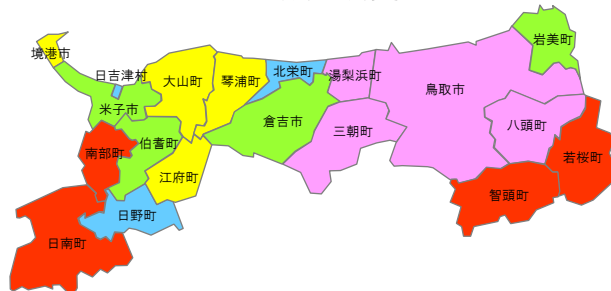 境港市
日吉津村
米子市
大山町
琴浦町
北栄町
湯梨浜町
鳥取市
岩美町
倉吉市
三朝町
八頭町
若桜町
智頭町
南部町
伯耆町
江府町
日野町
日南町